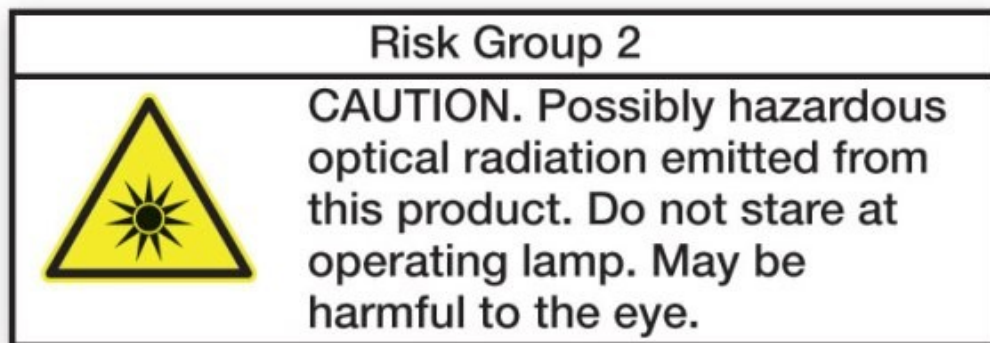 Risk Group 2
CAUTION. Possibly hazardous
optical radiation emitted from
this product. Do not stare at
operating lamp. May be
harmful to the eye.